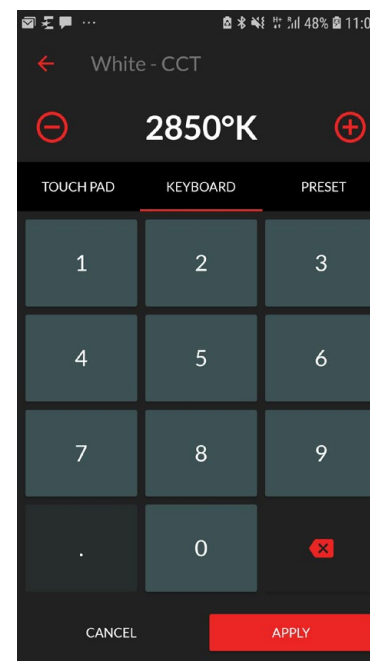 48% 11:0
White - CCT
2850°K
TOUCH PAD KEYBOARD PRESET
1 2 3
4 5 6
7 8 9
. 0
CANCEL APPLY